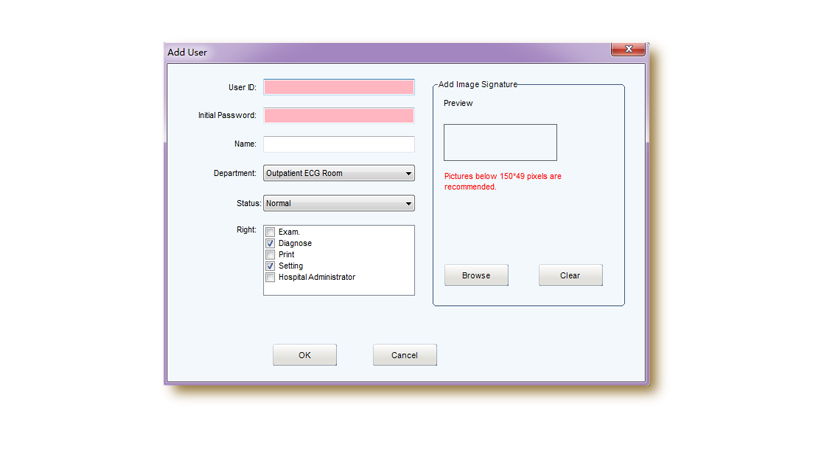 Add User
User ID:
Initial Password:
Name:
Department: Outpatient ECG Room
Status: Normal
Right:
Exam.
Diagnose
Print
Setting
Hospital Administrator
OK
Cancel
Add Image Signature
Preview
Pictures below 150*49 pixels are
recommended.
Browse
Clear